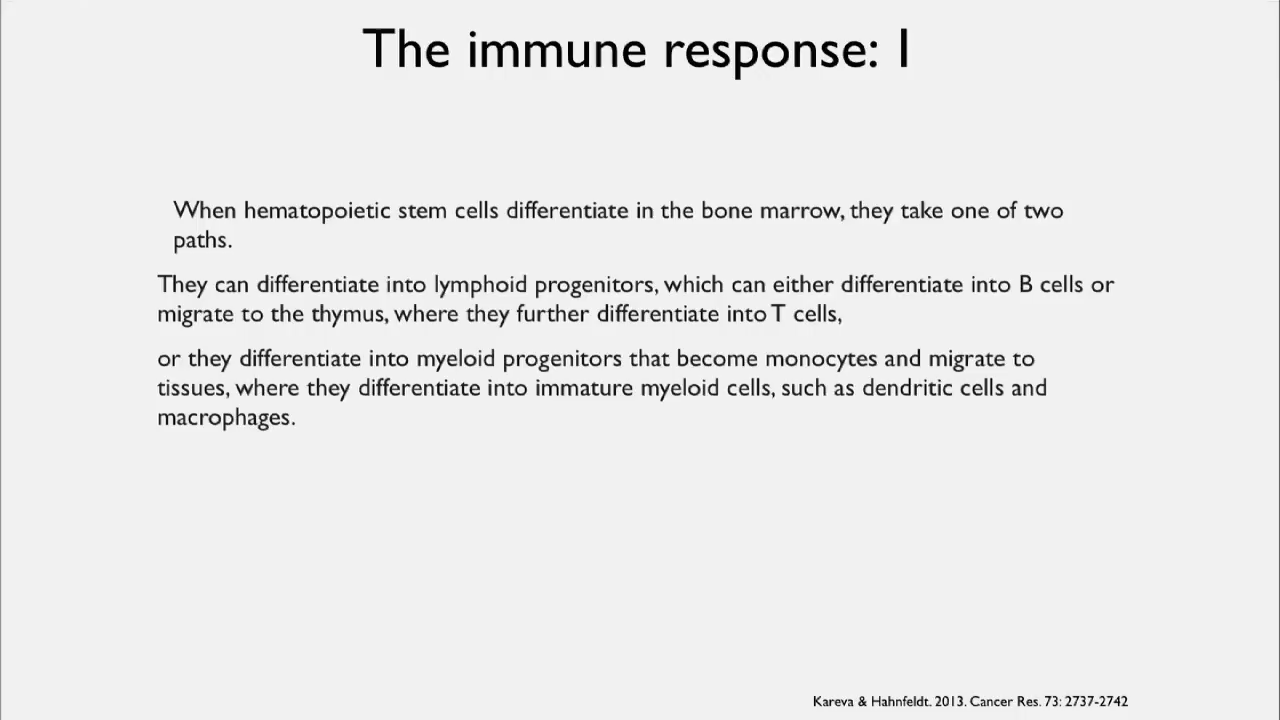 The immune response: I
When hematopoietic stem cells differentiate in the bone marrow, they take one of two
paths.
They can differentiate into lymphoid progenitors, which can either differentiate into B cells or
migrate to the thymus, where they further differentiate into T cells,
or they differentiate into myeloid progenitors that become monocytes and migrate to
tissues, where they differentiate into immature myeloid cells, such as dendritic cells and
macrophages.
Kareva & Hahnfeldt. 2013. Cancer Res. 73: 2737-2742